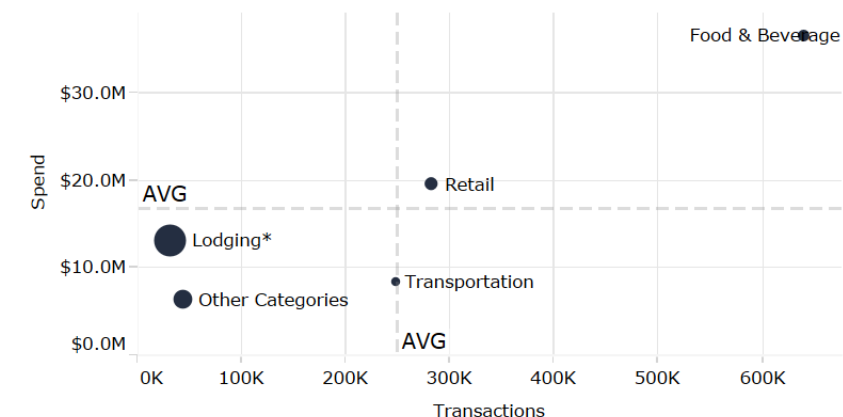 Food & Beverage
$30.0M
Spend
$20.0M
Retail
AVG
Lodging*
$10.0M
Transportation
Other Categories
$0.0M
AVG
0K 100K 200K 300K 400K 500K 600K
Transactions